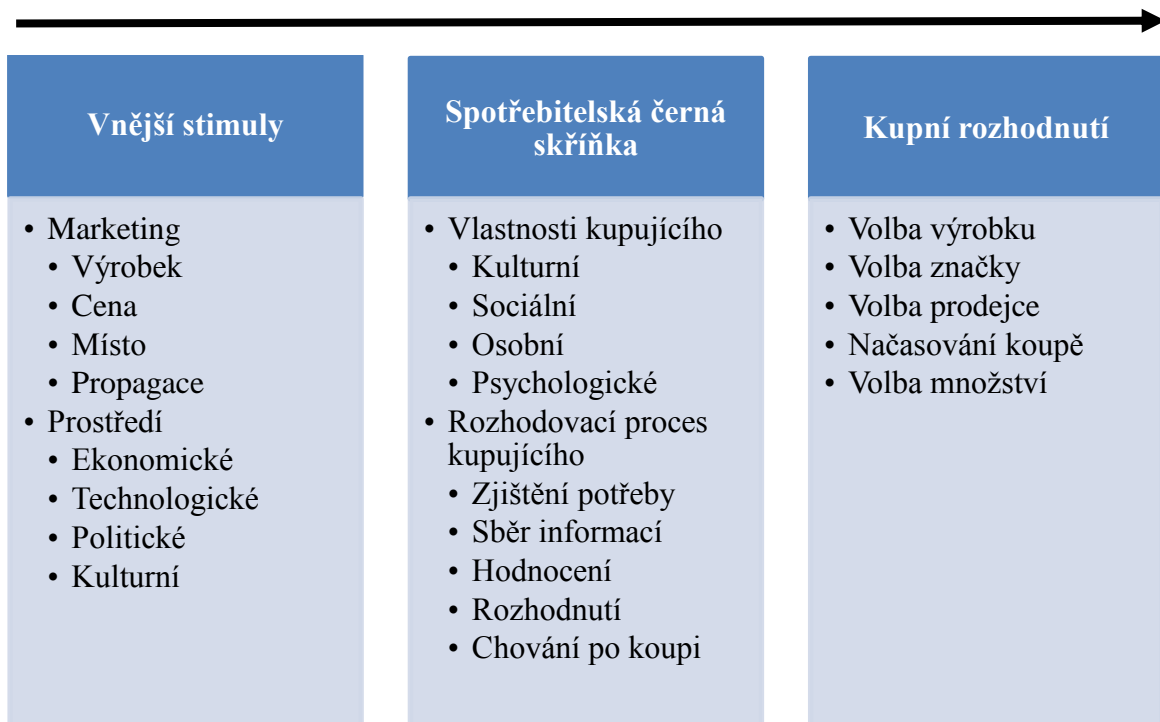 Vnější stimuly
• Marketing
• Výrobek
• Cena
• Místo
• Propagace
• Prostředí
• Ekonomické
• Technologické
• Politické
• Kulturní
Spotřebitelská černá
skříňka
• Vlastnosti kupujícího
• Kulturní
• Sociální
• Osobní
• Psychologické
• Rozhodovací proces
kupujícího
• Zjištění potřeby
• Sběr informací
• Hodnocení
• Rozhodnutí
• Chování po koupi
Kupní rozhodnutí
• Volba výrobku
• Volba značky
• Volba prodejce
• Načasování koupě
• Volba množství